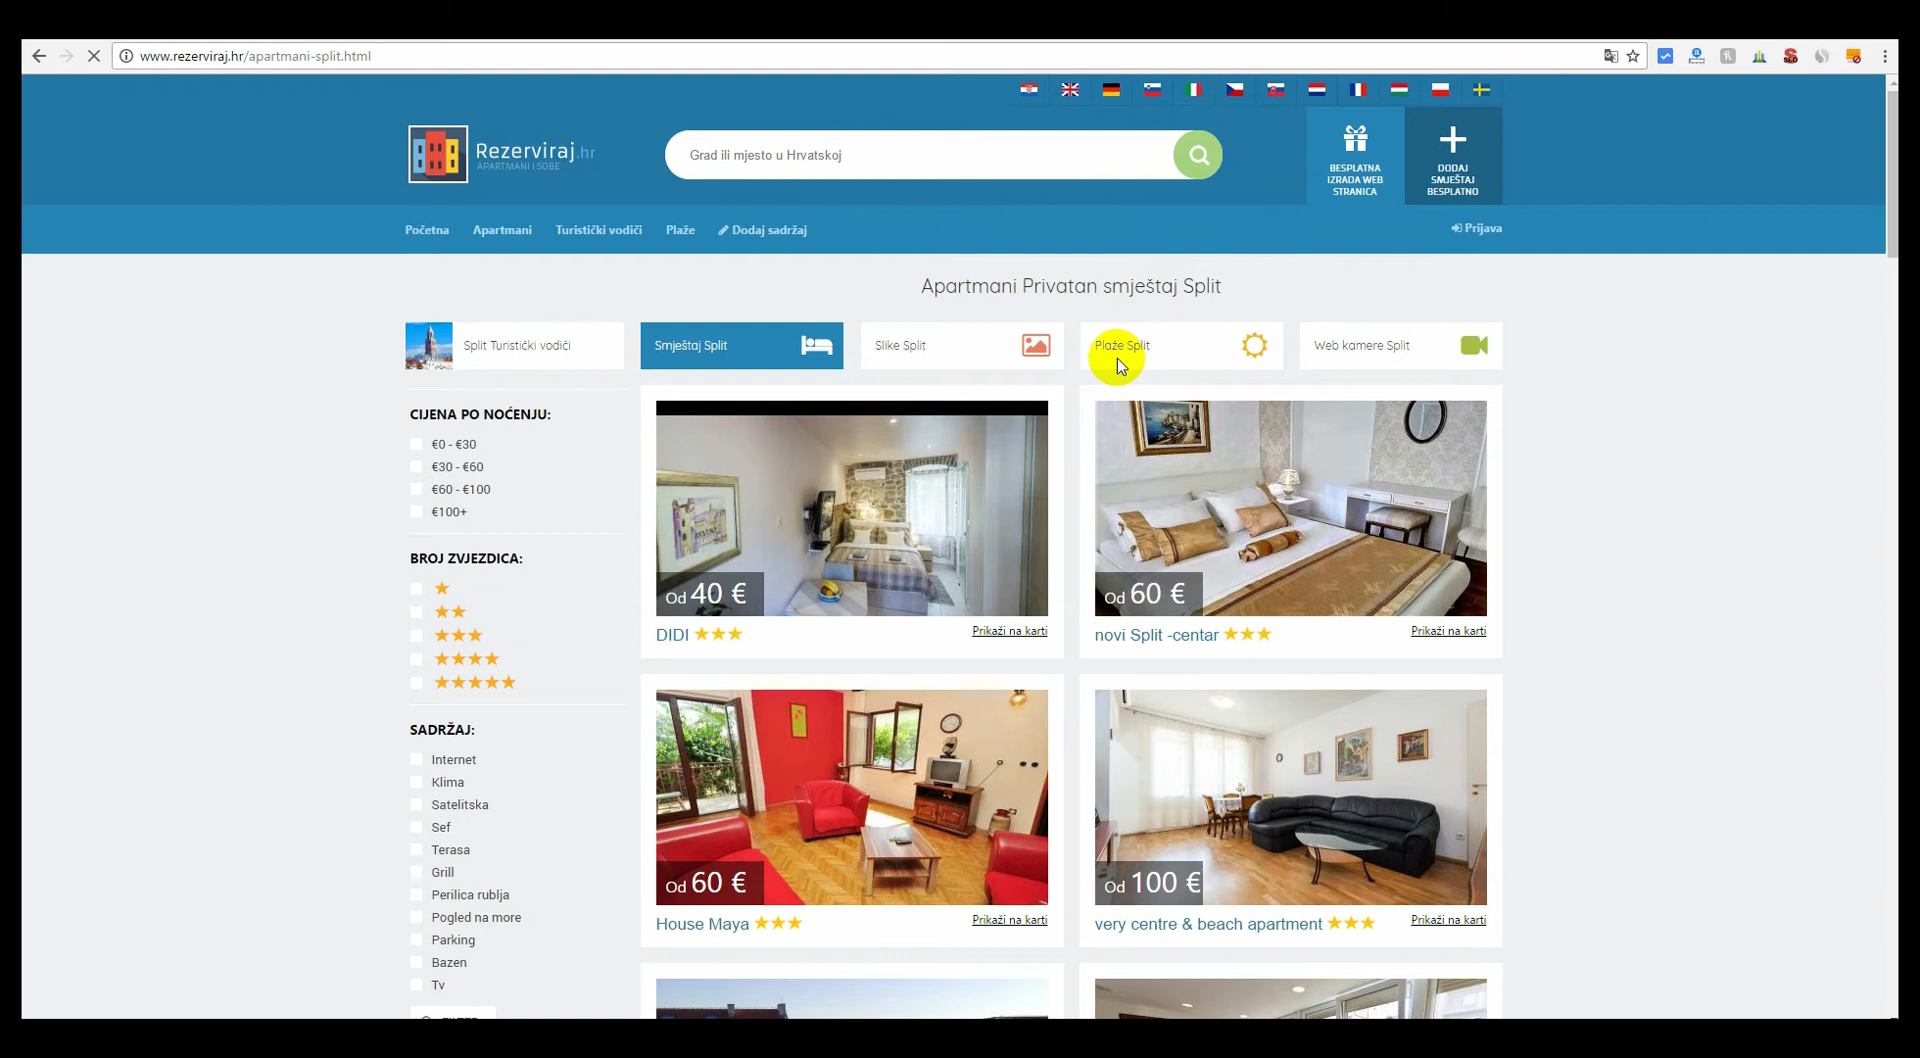 www.rezerviraj.hr/apartmani-split.html
Rezerviraj.hr
APARTMANI I SOBE
Grad ili mjesto u Hrvatskoj
BESPLATNA
IZRADA WEB
STRANICA
DODAJ
SMJEŠTAJ
BESPLATNO
Početna Apartmani Turistički vodiči Plaže Dodaj sadržaj Prijava
Apartmani Privatan smještaj Split
Split Turistički vodiči Smještaj Split Slike Split Plaže Split Web kamere Split
CIJENA PO NOĆENJU:
€0 - €30
€30 - €60
€60 - €100
€100+
BROJ ZVJEZDICA:
SADRŽAJ:
Internet
Klima
Satelitska
Sef
Terasa
Grill
Perilica rublja
Pogled na more
Parking
Bazen
Tv
Od 40 €
DIDI Prikaži na karti
Od 60 €
novi Split -centar Prikaži na karti
Od 60 €
House Maya Prikaži na karti
Od 100 €
very centre & beach apartment Prikaži na karti